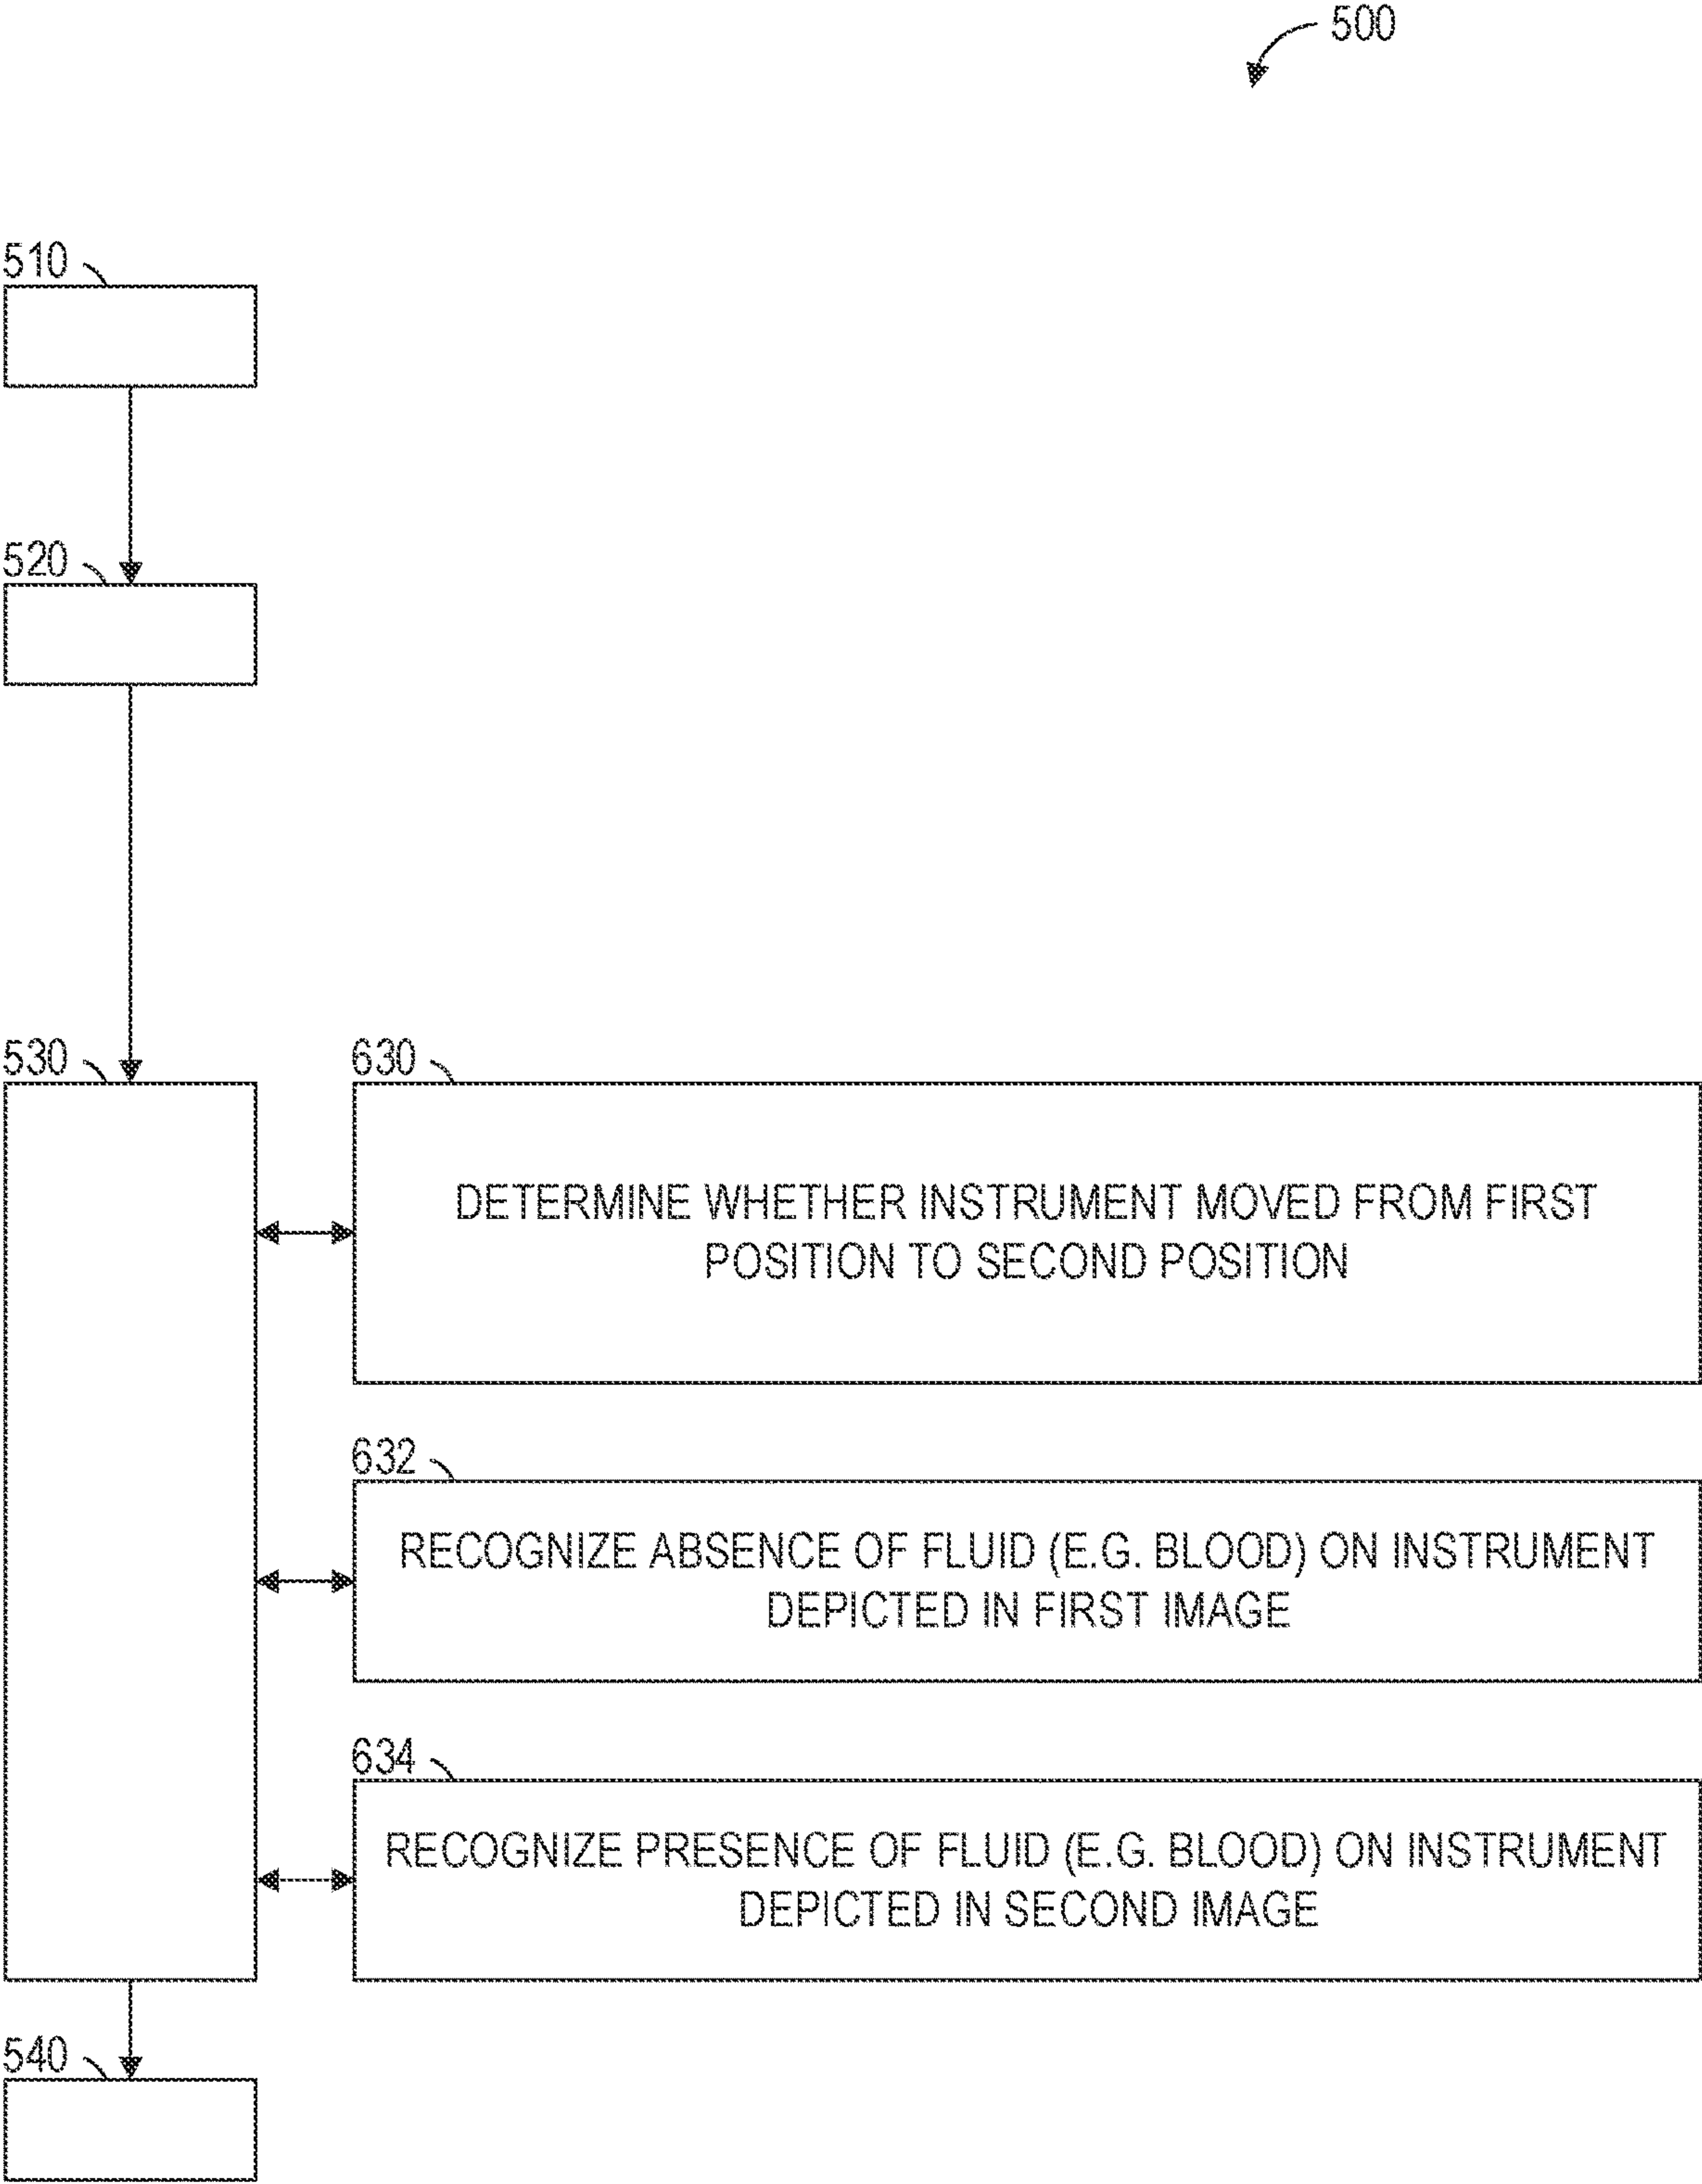 500
510
520
530
630
DETERMINE WHETHER INSTRUMENT MOVED FROM FIRST
POSITION TO SECOND POSITION
632
RECOGNIZE ABSENCE OF FLUID (E.G. BLOOD) ON INSTRUMENT
DEPICTED IN FIRST IMAGE
634
RECOGNIZE PRESENCE OF FLUID (E.G. BLOOD) ON INSTRUMENT
DEPICTED IN SECOND IMAGE
540